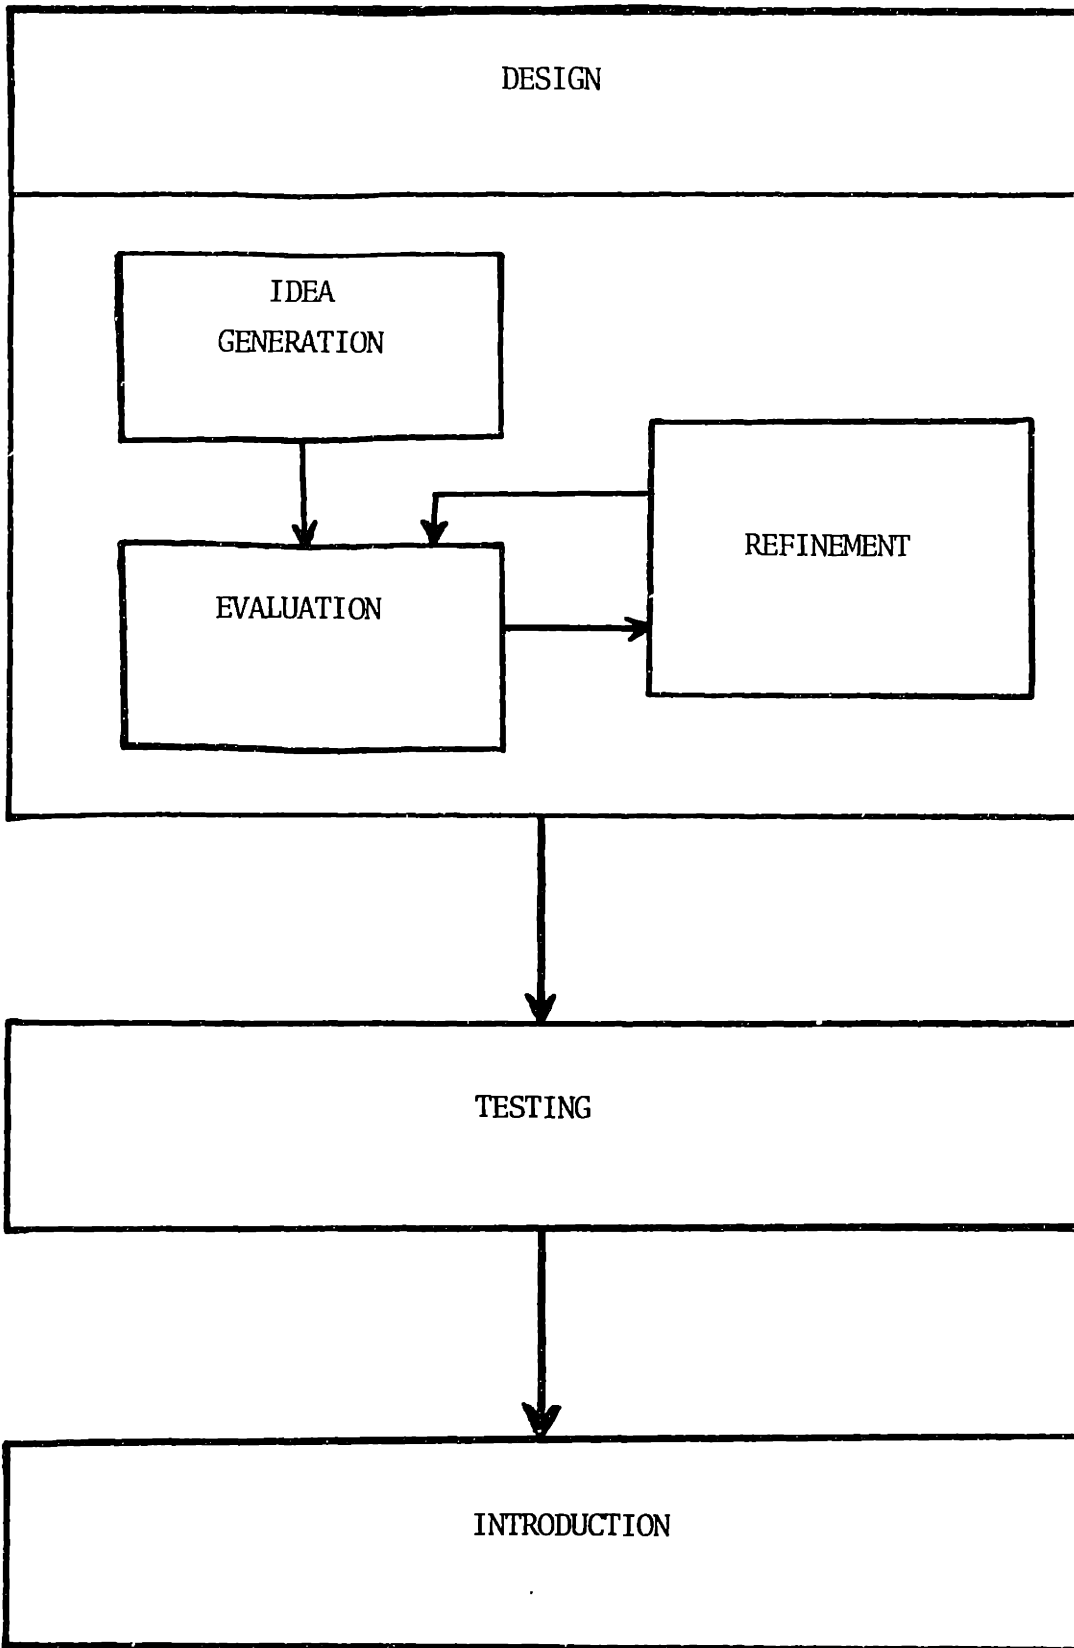 DESIGN
IDEA
GENERATION
REFINEMENT
EVALUATION
TESTING
INTRODUCTION